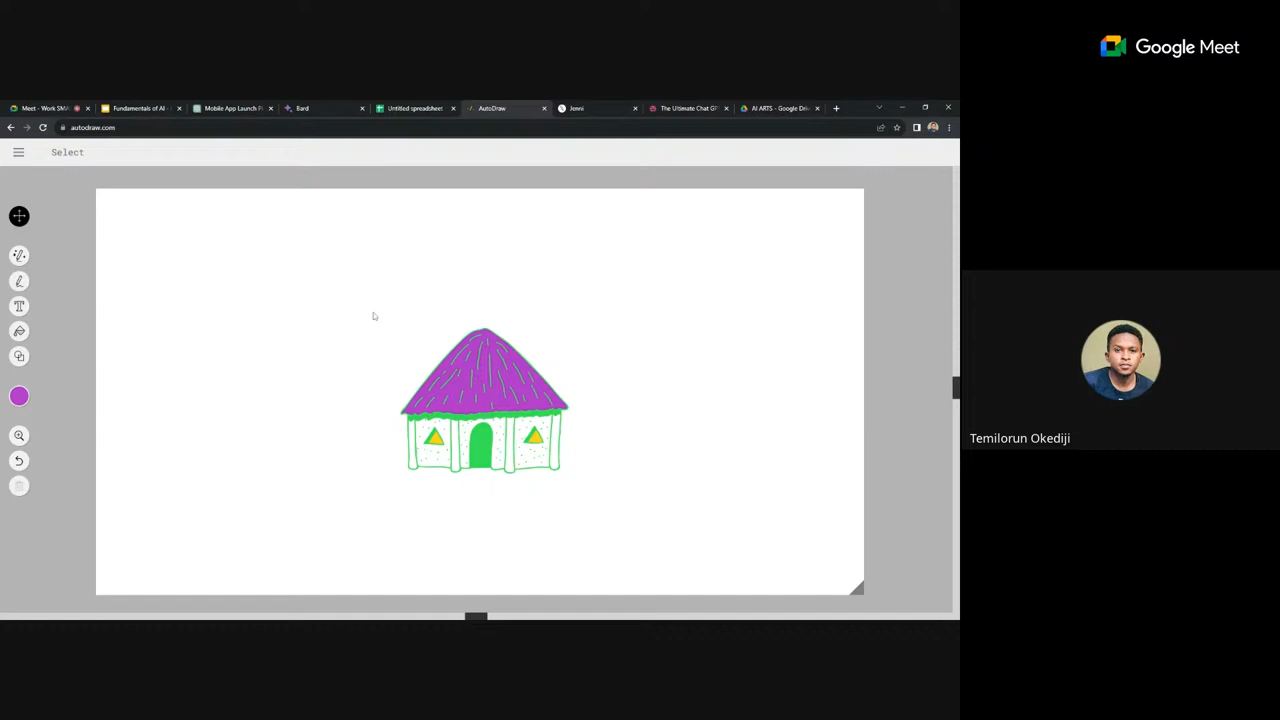 Google Meet
Meet - Work SMA
Fundamentals of AI -
Mobile App Launch P
Bard
Untitled spreadsheet
AutoDraw
Jenni
The Ultimate Chat GP
AI ARTS - Google Driv
autodraw.com
Select
Temilorun Okediji